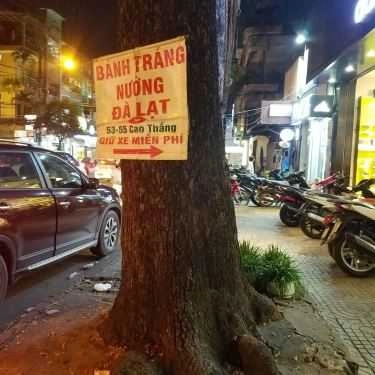 BÁNH TRÁNG
NƯỚNG
ĐÀ LẠT
53-55 Cao Thắng
GIỮ XE MIỄN PHÍ